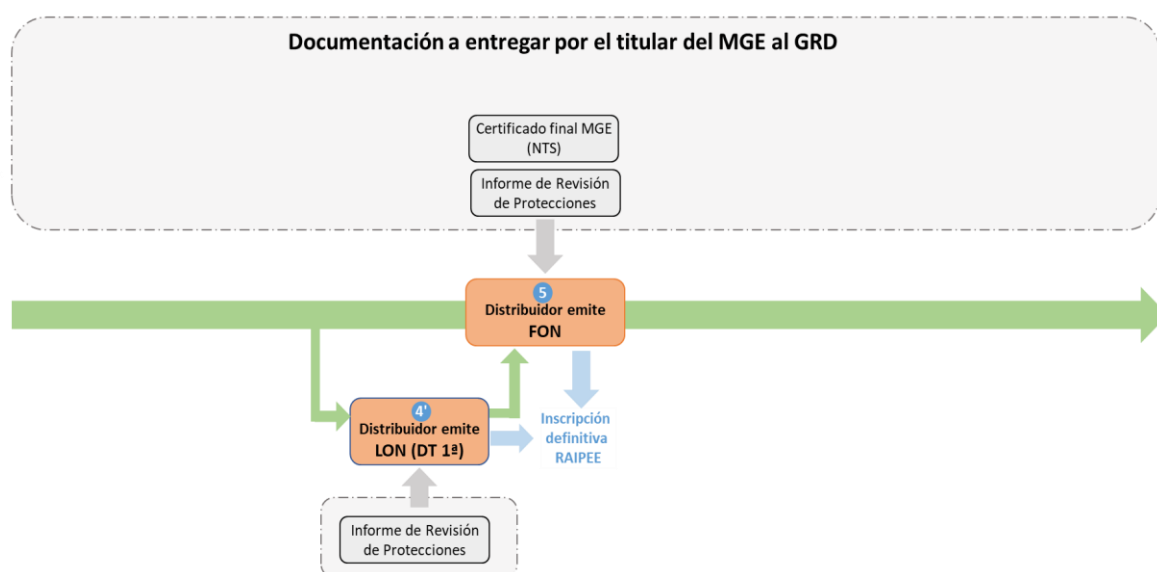 Documentación a entregar por el titular del MGE al GRD
Certificado final MGE
(NTS)
Informe de Revisión
de Protecciones
5
Distribuidor emite
FON
4'
Distribuidor emite
LON (DT 1ª)
Inscripción
definitiva
RAIPEE
Informe de Revisión
de Protecciones